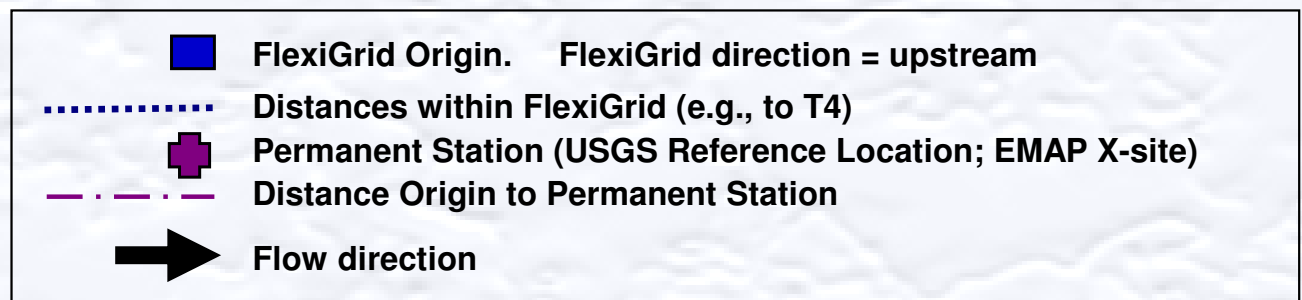 FlexiGrid Origin. FlexiGrid direction = upstream
Distances within FlexiGrid (e.g., to T4)
Permanent Station (USGS Reference Location; EMAP X-site)
Distance Origin to Permanent Station
Flow direction